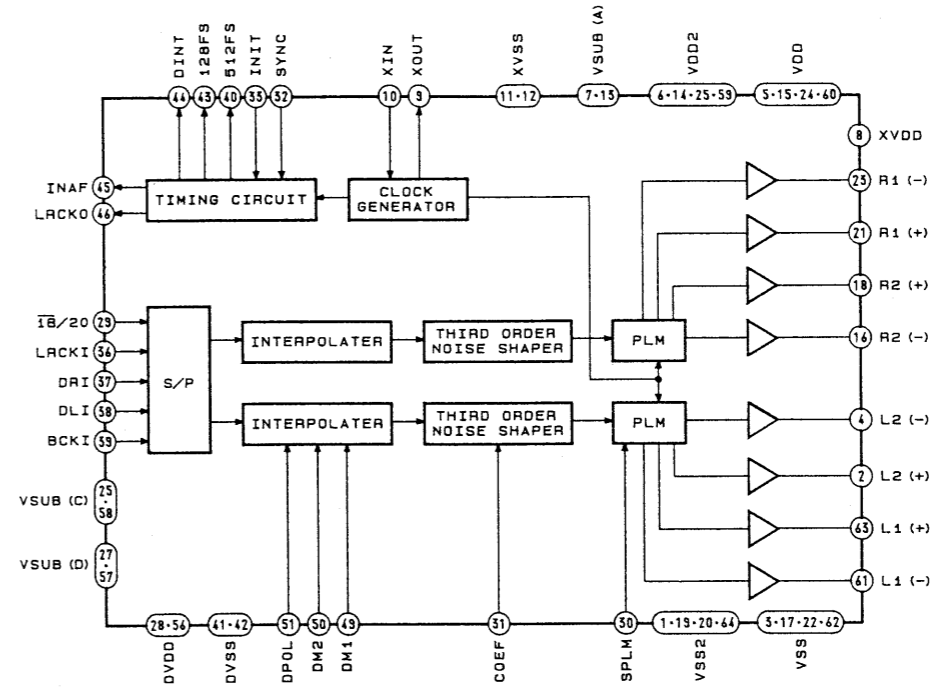 DINT
128FS
512FS
INIT
SYNC
XIN
XOUT
XVSS
VSUB (A)
VDD2
VDD
44
43
40
33
32
10
9
11·12
7·13
6·14·25·59
5·15·24·60
8 XVDD
INAF 45
LRCKO 46
TIMING CIRCUIT
CLOCK
GENERATOR
23 R1 (-)
21 R1 (+)
18 R2 (+)
16 R2 (-)
18/20 29
LRCKI 36
DRI 37
DLI 38
BCKI 39
S/P
INTERPOLATER
THIRD ORDER
NOISE SHAPER
PLM
INTERPOLATER
THIRD ORDER
NOISE SHAPER
PLM
4 L2 (-)
2 L2 (+)
63 L1 (+)
61 L1 (-)
VSUB (C) 25·58
VSUB (D) 27·57
28·56
41·42
51
50
49
31
30
1·19·20·64
3·17·22·62
DVDD
DVSS
DPOL
DM2
DM1
COEF
SPLM
VSS2
VSS